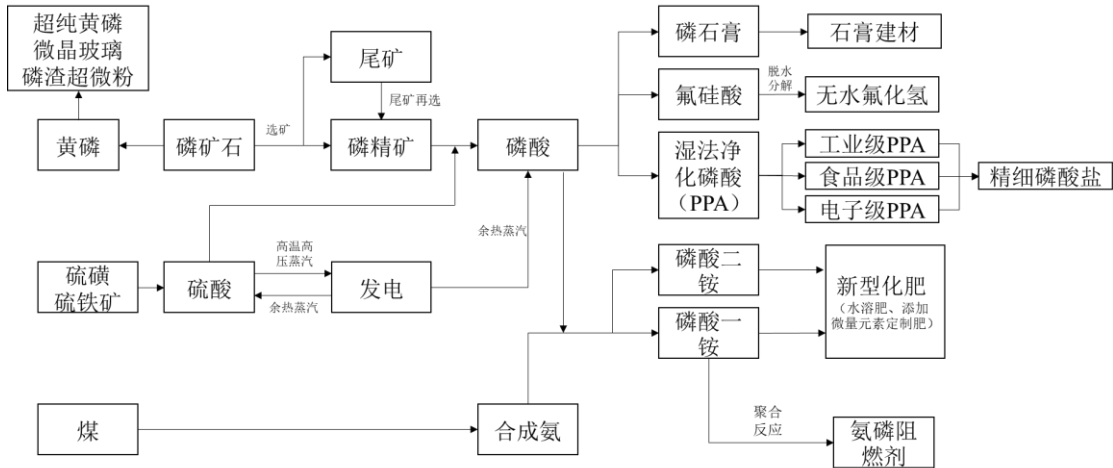 超纯黄磷
微晶玻璃
磷渣超微粉
黄磷
磷矿石
选矿
尾矿
尾矿再选
磷精矿
磷酸
磷石膏
石膏建材
氟硅酸
脱水
分解
无水氟化氢
湿法净
化磷酸
（PPA）
工业级PPA
食品级PPA
电子级PPA
精细磷酸盐
硫磺
硫铁矿
硫酸
高温高
压蒸汽
余热蒸汽
发电
余热蒸汽
磷酸二
铵
磷酸一
铵
新型化肥
（水溶肥、添加
微量元素定制肥）
煤
合成氨
聚合
反应
氨磷阻
燃剂